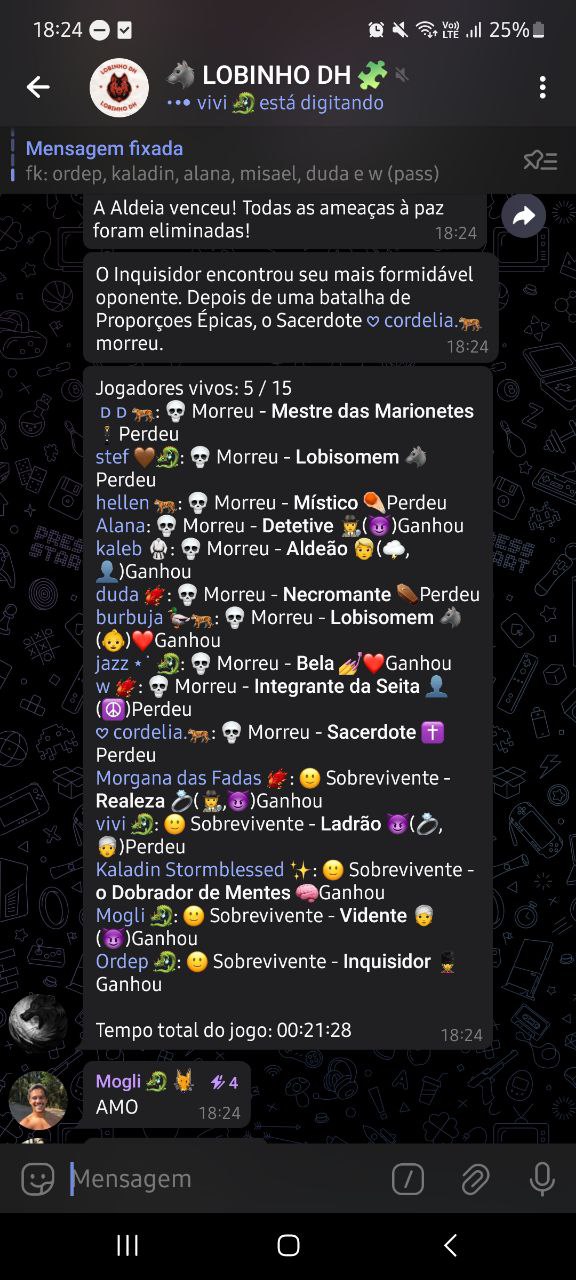 18:24
Vo))
LTE
25%
LOBINHO DH
LOBINHO DH
🐺 LOBINHO DH 🧩
vivi 🐉 está digitando
Mensagem fixada
fk: ordep, kaladin, alana, misael, duda e w (pass)
A Aldeia venceu! Todas as ameaças à paz
foram eliminadas!
18:24
O Inquisidor encontrou seu mais formidável
oponente. Depois de uma batalha de
Proporçoes Épicas, o Sacerdote ♡ cordelia.🐅
morreu.
18:24
Jogadores vivos: 5 / 15
ᴅ ᴅ 🐅: 💀 Morreu - Mestre das Marionetes
🕴Perdeu
stef 🤎🐉: 💀 Morreu - Lobisomem 🐺
Perdeu
hellen 🐅: 💀 Morreu - Místico 🍳Perdeu
Alana: 💀 Morreu - Detetive 🕵(😈)Ganhou
kaleb 🥋: 💀 Morreu - Aldeão 🧑(🌩,
👤)Ganhou
duda 🦞: 💀 Morreu - Necromante ⚰Perdeu
burbuja 🦆🐅: 💀 Morreu - Lobisomem 🐺
(👶)❤Ganhou
jazz ⋆˙ 🐉: 💀 Morreu - Bela 💅❤Ganhou
w 🦞: 💀 Morreu - Integrante da Seita 👤
(☮)Perdeu
♡ cordelia.🐅: 💀 Morreu - Sacerdote ✝
Perdeu
Morgana das Fadas 🦞: 🙂 Sobrevivente -
Realeza 💍(🕵,😈)Ganhou
vivi 🐉: 🙂 Sobrevivente - Ladrão 😈(💍,
👳)Perdeu
Kaladin Stormblessed ✨: 🙂 Sobrevivente -
o Dobrador de Mentes 🧠Ganhou
Mogli 🐉: 🙂 Sobrevivente - Vidente 👳
(😈)Ganhou
Ordep 🐉: 🙂 Sobrevivente - Inquisidor 💂
Ganhou
Tempo total do jogo: 00:21:28
18:24
Mogli 🐉 4
AMO
18:24
Mensagem